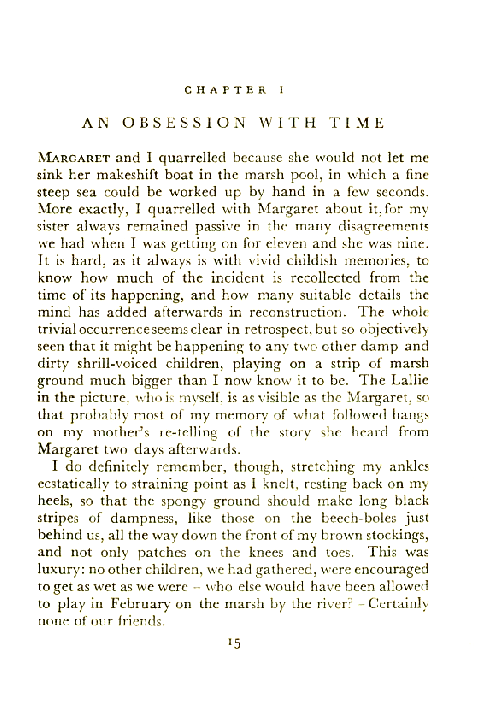 CHAPTER I
AN OBSESSION WITH TIME
MARGARET and I quarrelled because she would not let me
sink her makeshift boat in the marsh pool, in which a fine
steep sea could be worked up by hand in a few seconds.
More exactly, I quarrelled with Margaret about it, for my
sister always remained passive in the many disagreements
we had when I was getting on for eleven and she was nine.
It is hard, as it always is with vivid childish memories, to
know how much of the incident is recollected from the
time of its happening, and how many suitable details the
mind has added afterwards in reconstruction. The whole
trivial occurrence seems clear in retrospect, but so objectively
seen that it might be happening to any two other damp and
dirty shrill-voiced children, playing on a strip of marsh
ground much bigger than I now know it to be. The Lallie
in the picture, who is myself, is as visible as the Margaret, so
that probably most of my memory of what followed hangs
on my mother's re-telling of the story she heard from
Margaret two days afterwards.
I do definitely remember, though, stretching my ankles
ecstatically to straining point as I knelt, resting back on my
heels, so that the spongy ground should make long black
stripes of dampness, like those on the beech-boles just
behind us, all the way down the front of my brown stockings,
and not only patches on the knees and toes. This was
luxury: no other children, we had gathered, were encouraged
to get as wet as we were – who else would have been allowed
to play in February on the marsh by the river? – Certainly
none of our friends.
15